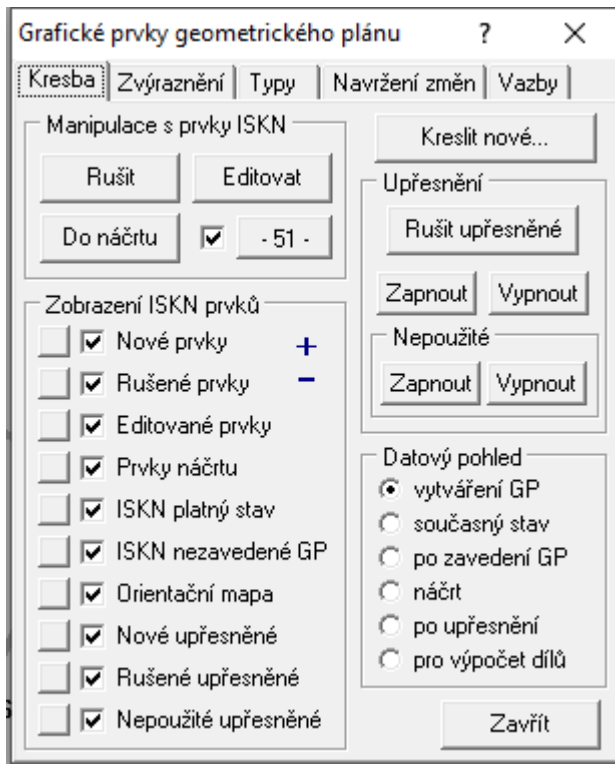 Grafické prvky geometrického plánu ?
Kresba Zvýraznění Typy Navržení změn Vazby
Manipulace s prvky ISKN
Rušit Editovat
Do náčrtu - 51 -
Zobrazení ISKN prvků
Nové prvky +
Rušené prvky −
Editované prvky
Prvky náčrtu
ISKN platný stav
ISKN nezavedené GP
Orientační mapa
Nové upřesněné
Rušené upřesněné
Nepoužité upřesněné
Kreslit nové...
Upřesnění
Rušit upřesněné
Zapnout Vypnout
Nepoužité
Zapnout Vypnout
Datový pohled
vytváření GP
současný stav
po zavedení GP
náčrt
po upřesnění
pro výpočet dílů
Zavřít